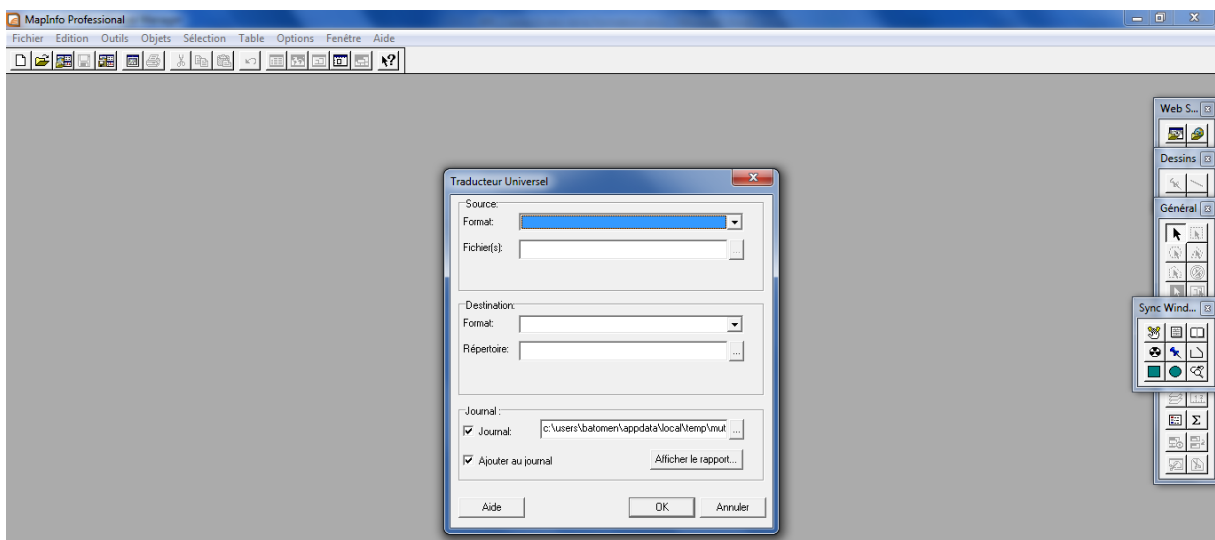 MapInfo Professional
Fichier Edition Outils Objets Sélection Table Options Fenêtre Aide
Web S...
Dessins
Général
Sync Wind...
Traducteur Universel
Source:
Format:
Fichier(s):
...
Destination:
Format:
Répertoire:
...
Journal :
Journal: c:\users\batomen\appdata\local\temp\mut ...
Ajouter au journal Afficher le rapport...
Aide OK Annuler